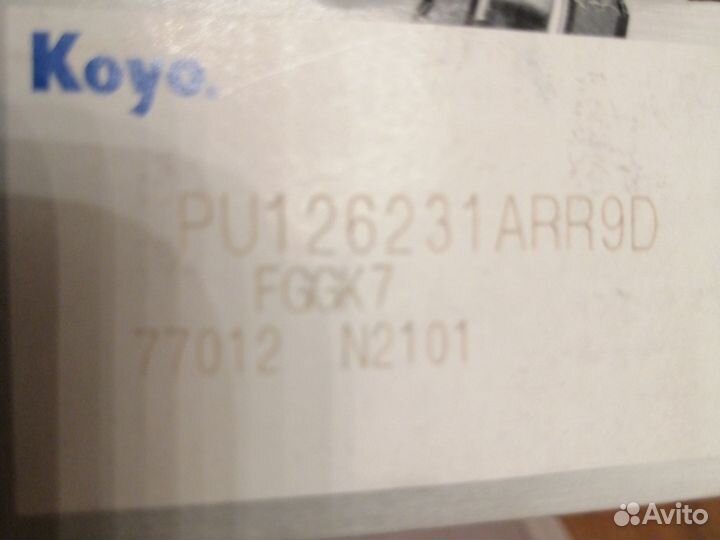 Koyo.
PU126231ARR9D
FGGK7
77012 N2101
Avito